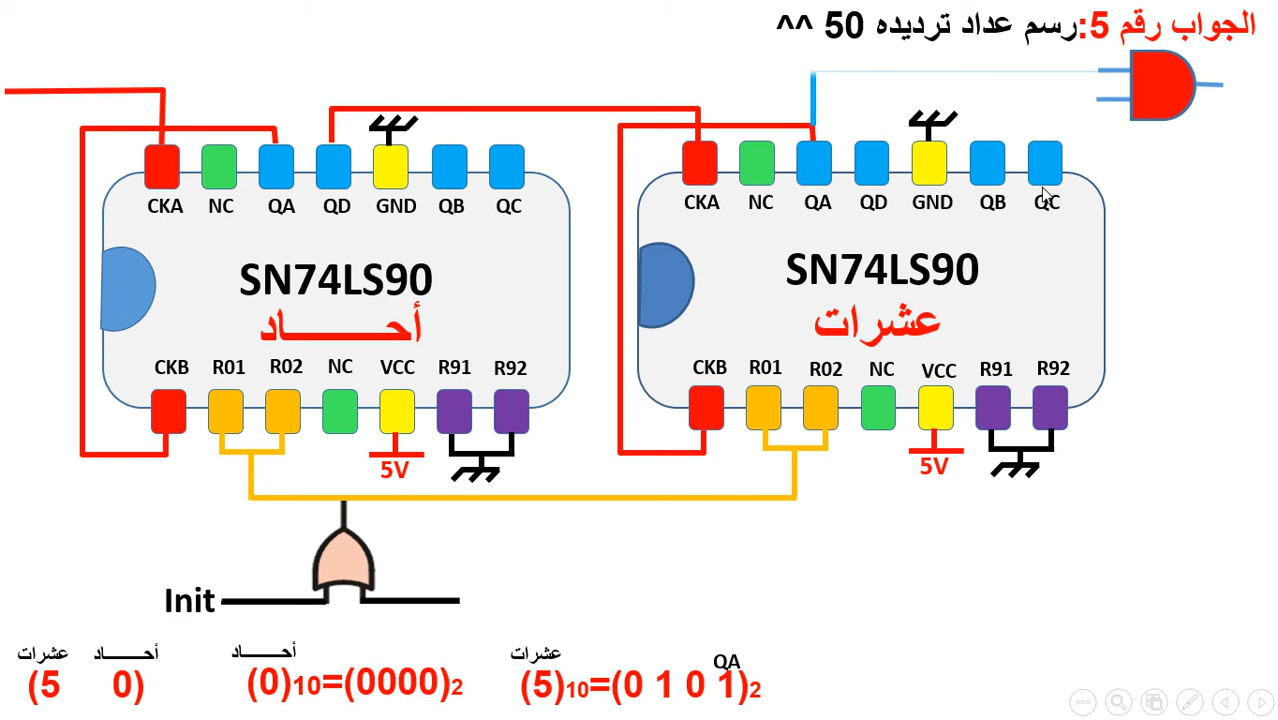 الجواب رقم 5:رسم عداد ترديده 50 ^^
CKA NC QA QD GND QB QC
SN74LS90
أحـــــــاد
CKB R01 R02 NC VCC R91 R92
5V
CKA NC QA QD GND QB QC
SN74LS90
عشرات
CKB R01 R02 NC VCC R91 R92
5V
Init
عشرات أحـــــاد
(5 0)
أحـــــاد
(0)10=(0000)2
عشرات QA
(5)10=(0 1 0 1)2